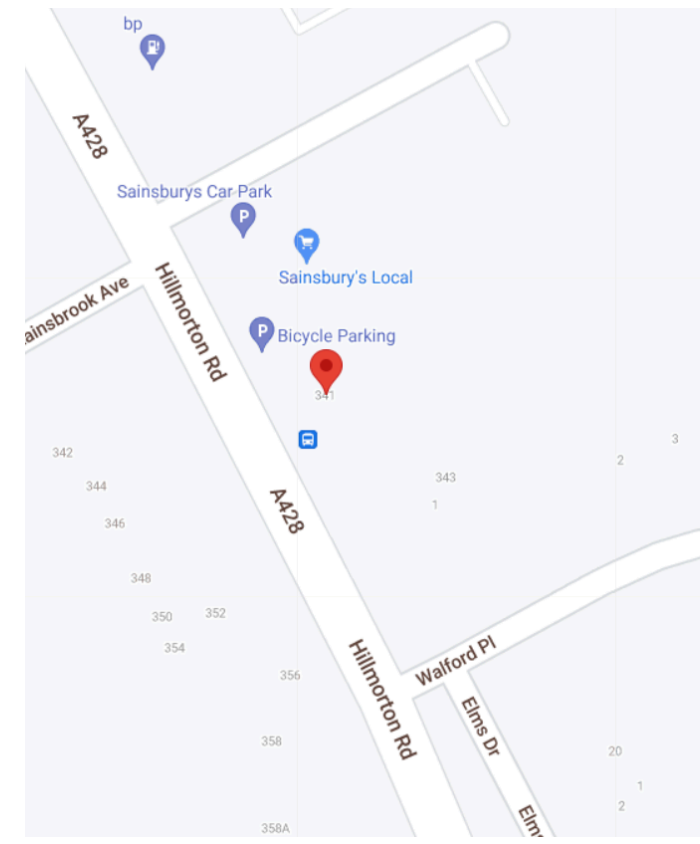 bp
A428
P
Sainsburys Car Park
P
Sainsbury's Local
ainsbrook Ave
Hillmorton Rd
P
Bicycle Parking
341
342
3
2
344
343
A428
1
346
348
350
352
354
Walford Pl
Hillmorton Rd
356
Elms Dr
358
20
1
2
Elm
358A